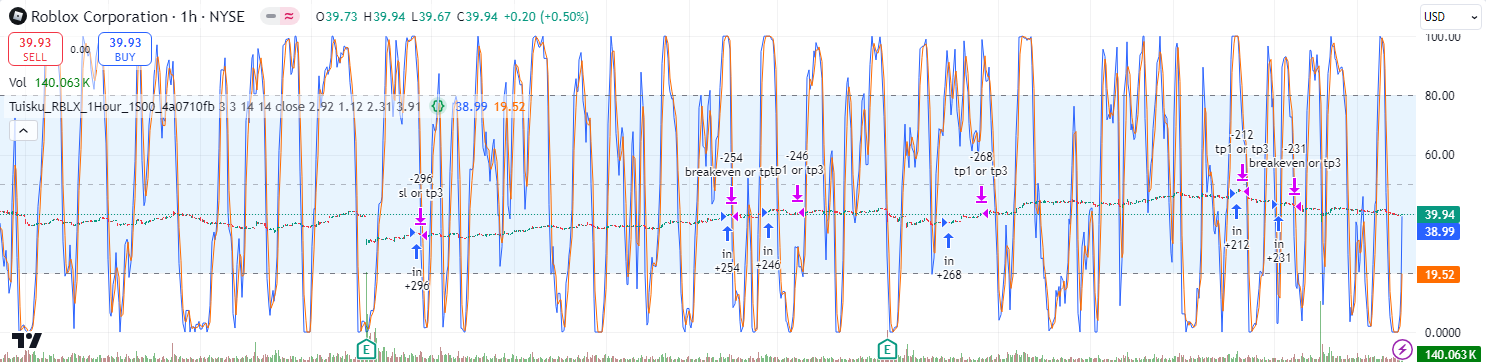 Roblox Corporation · 1h · NYSE O39.73 H39.94 L39.67 C39.94 +0.20 (+0.50%)
USD
39.93
SELL
0.00
39.93
BUY
Vol 140.063 K
Tuisku_RBLX_1Hour_1S00_4a0710fb 3 3 14 14 close 2.92 1.12 2.31 3.91 38.99 19.52
100.00
80.00
60.00
39.94
38.99
19.52
0.0000
140.063 K
-296
sl or tp3
in
+296
-254
breakeven or tp
in
+254
-246
tp1 or tp3
in
+246
-268
tp1 or tp3
in
+268
-212
tp1 or tp3
in
+212
-231
breakeven or tp3
in
+231
E
E